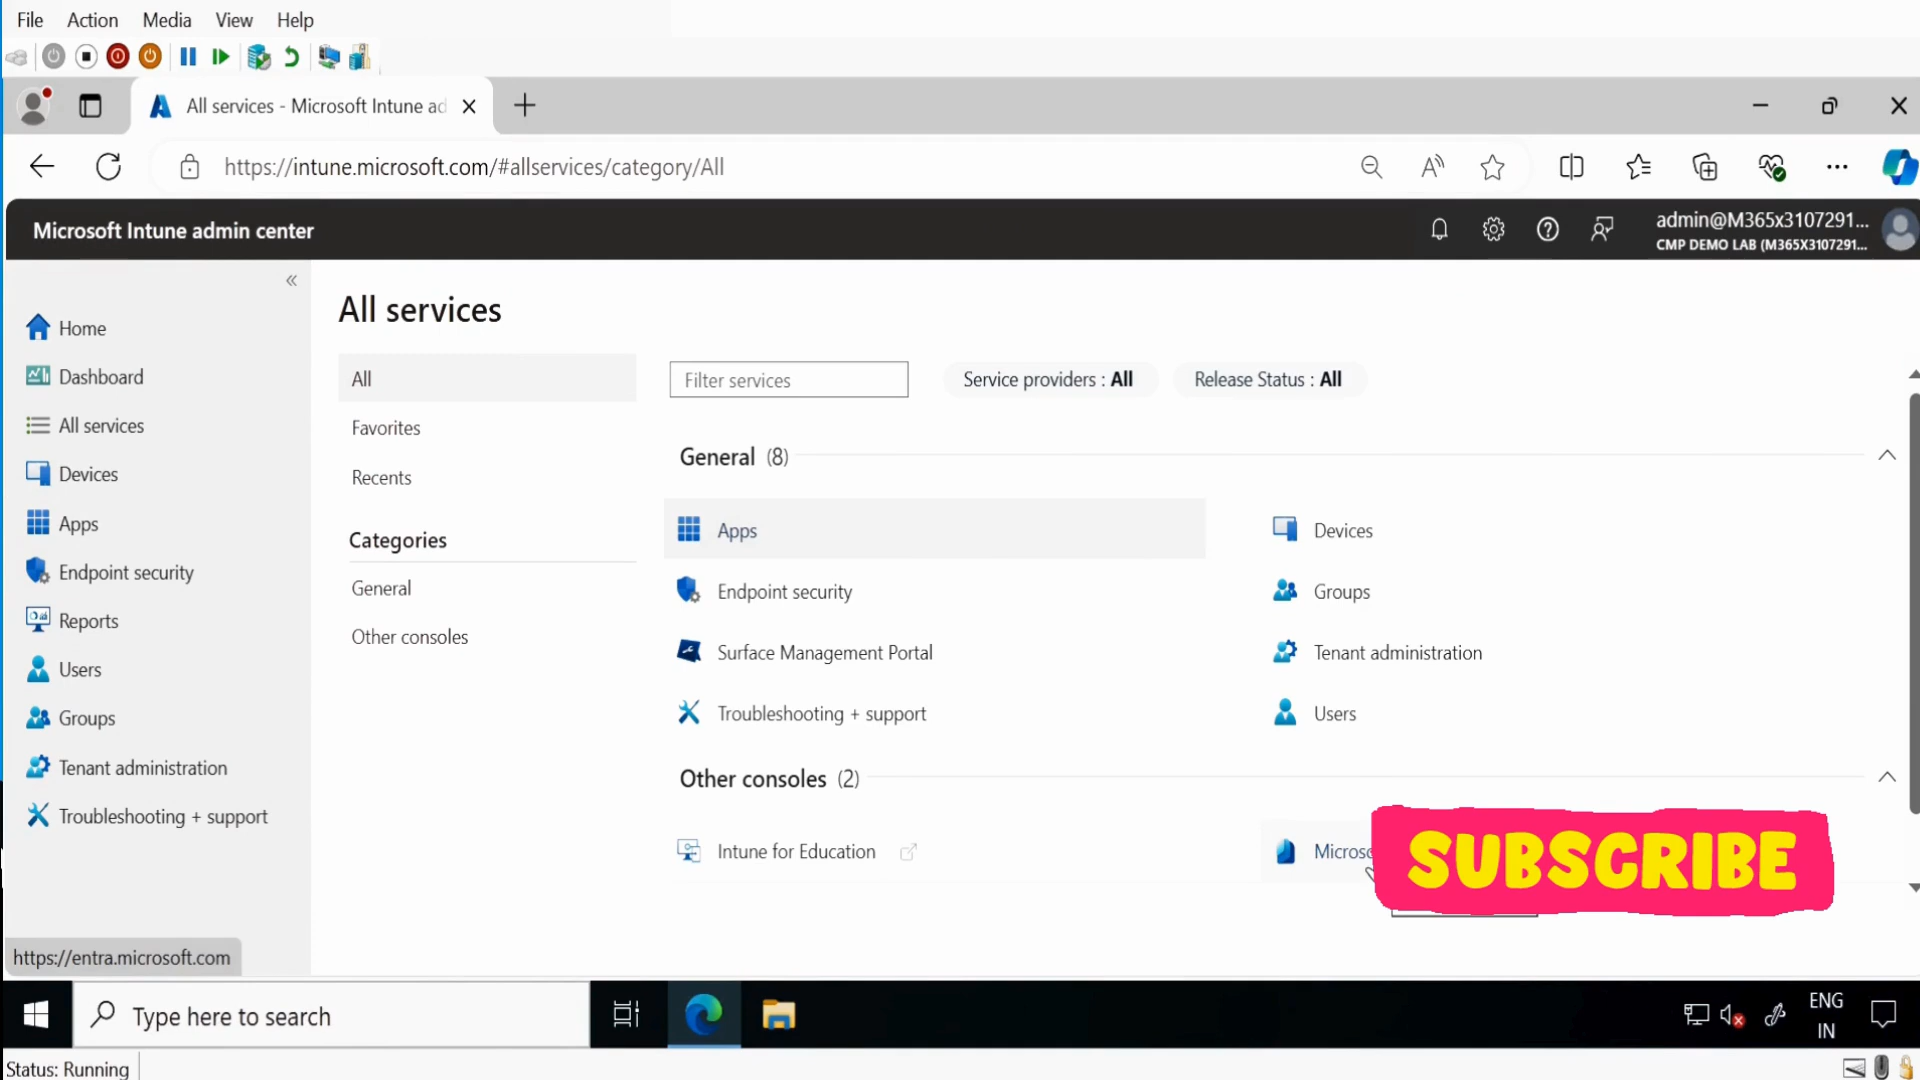 File Action Media View Help
All services - Microsoft Intune ad
https://intune.microsoft.com/#allservices/category/All
Microsoft Intune admin center
admin@M365x3107291...
CMP DEMO LAB (M365X3107291...
Home
Dashboard
All services
Devices
Apps
Endpoint security
Reports
Users
Groups
Tenant administration
Troubleshooting + support
All services
All
Favorites
Recents
Categories
General
Other consoles
Filter services
Service providers : All
Release Status : All
General (8)
Apps
Devices
Endpoint security
Groups
Surface Management Portal
Tenant administration
Troubleshooting + support
Users
Other consoles (2)
Intune for Education
SUBSCRIBE
https://entra.microsoft.com
Type here to search
ENG
IN
Status: Running